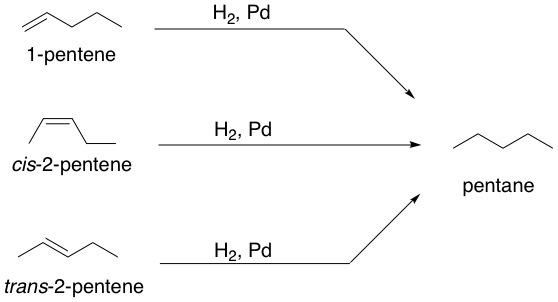 H₂, Pd
1-pentene
H₂, Pd
cis-2-pentene
pentane
H₂, Pd
trans-2-pentene